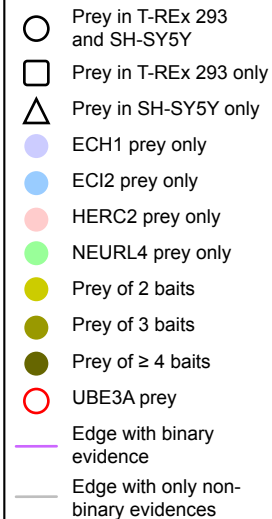 Prey in T-REx 293
and SH-SY5Y
Prey in T-REx 293 only
Prey in SH-SY5Y only
ECH1 prey only
ECI2 prey only
HERC2 prey only
NEURL4 prey only
Prey of 2 baits
Prey of 3 baits
Prey of ≥ 4 baits
UBE3A prey
Edge with binary
evidence
Edge with only non-
binary evidences